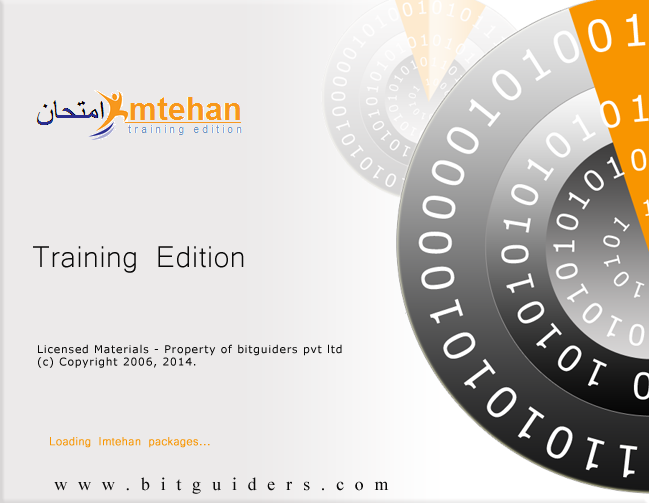 امتحان Imtehan
training edition
Training Edition
Licensed Materials - Property of bitguiders pvt ltd
(c) Copyright 2006, 2014.
Loading Imtehan packages...
www.bitguiders.com